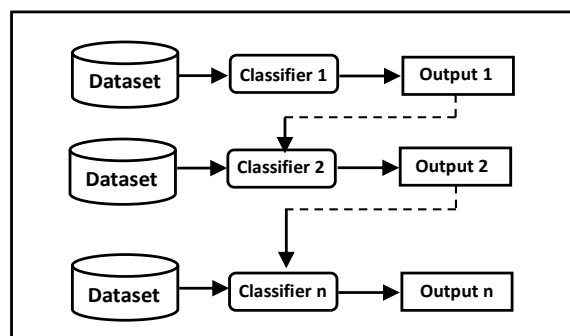 Dataset
Classifier 1
Output 1
Dataset
Classifier 2
Output 2
Dataset
Classifier n
Output n